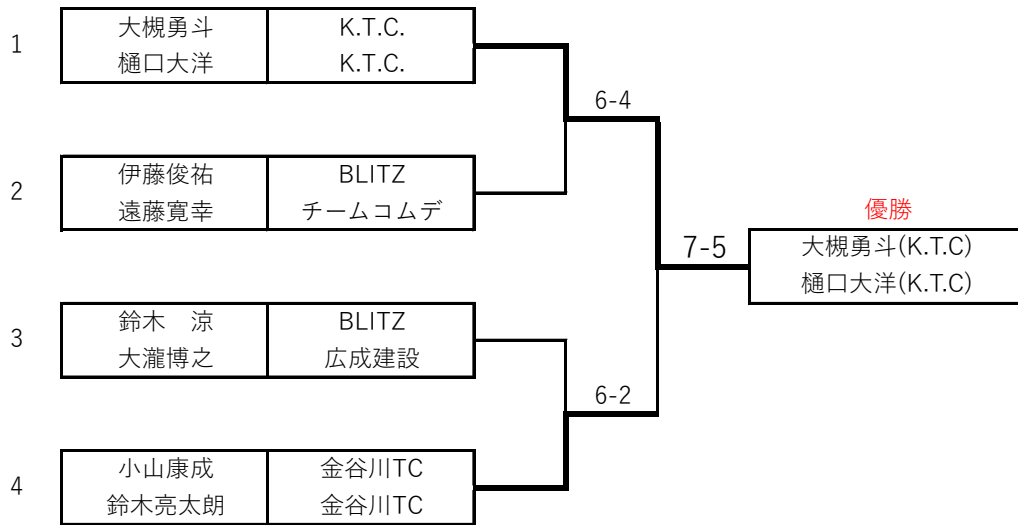 1
大槻勇斗 K.T.C.
樋口大洋 K.T.C.
6-4
2
伊藤俊祐 BLITZ
遠藤寛幸 チームコムデ
優勝
7-5
大槻勇斗(K.T.C)
樋口大洋(K.T.C)
3
鈴木　涼 BLITZ
大瀧博之 広成建設
6-2
4
小山康成 金谷川TC
鈴木亮太朗 金谷川TC